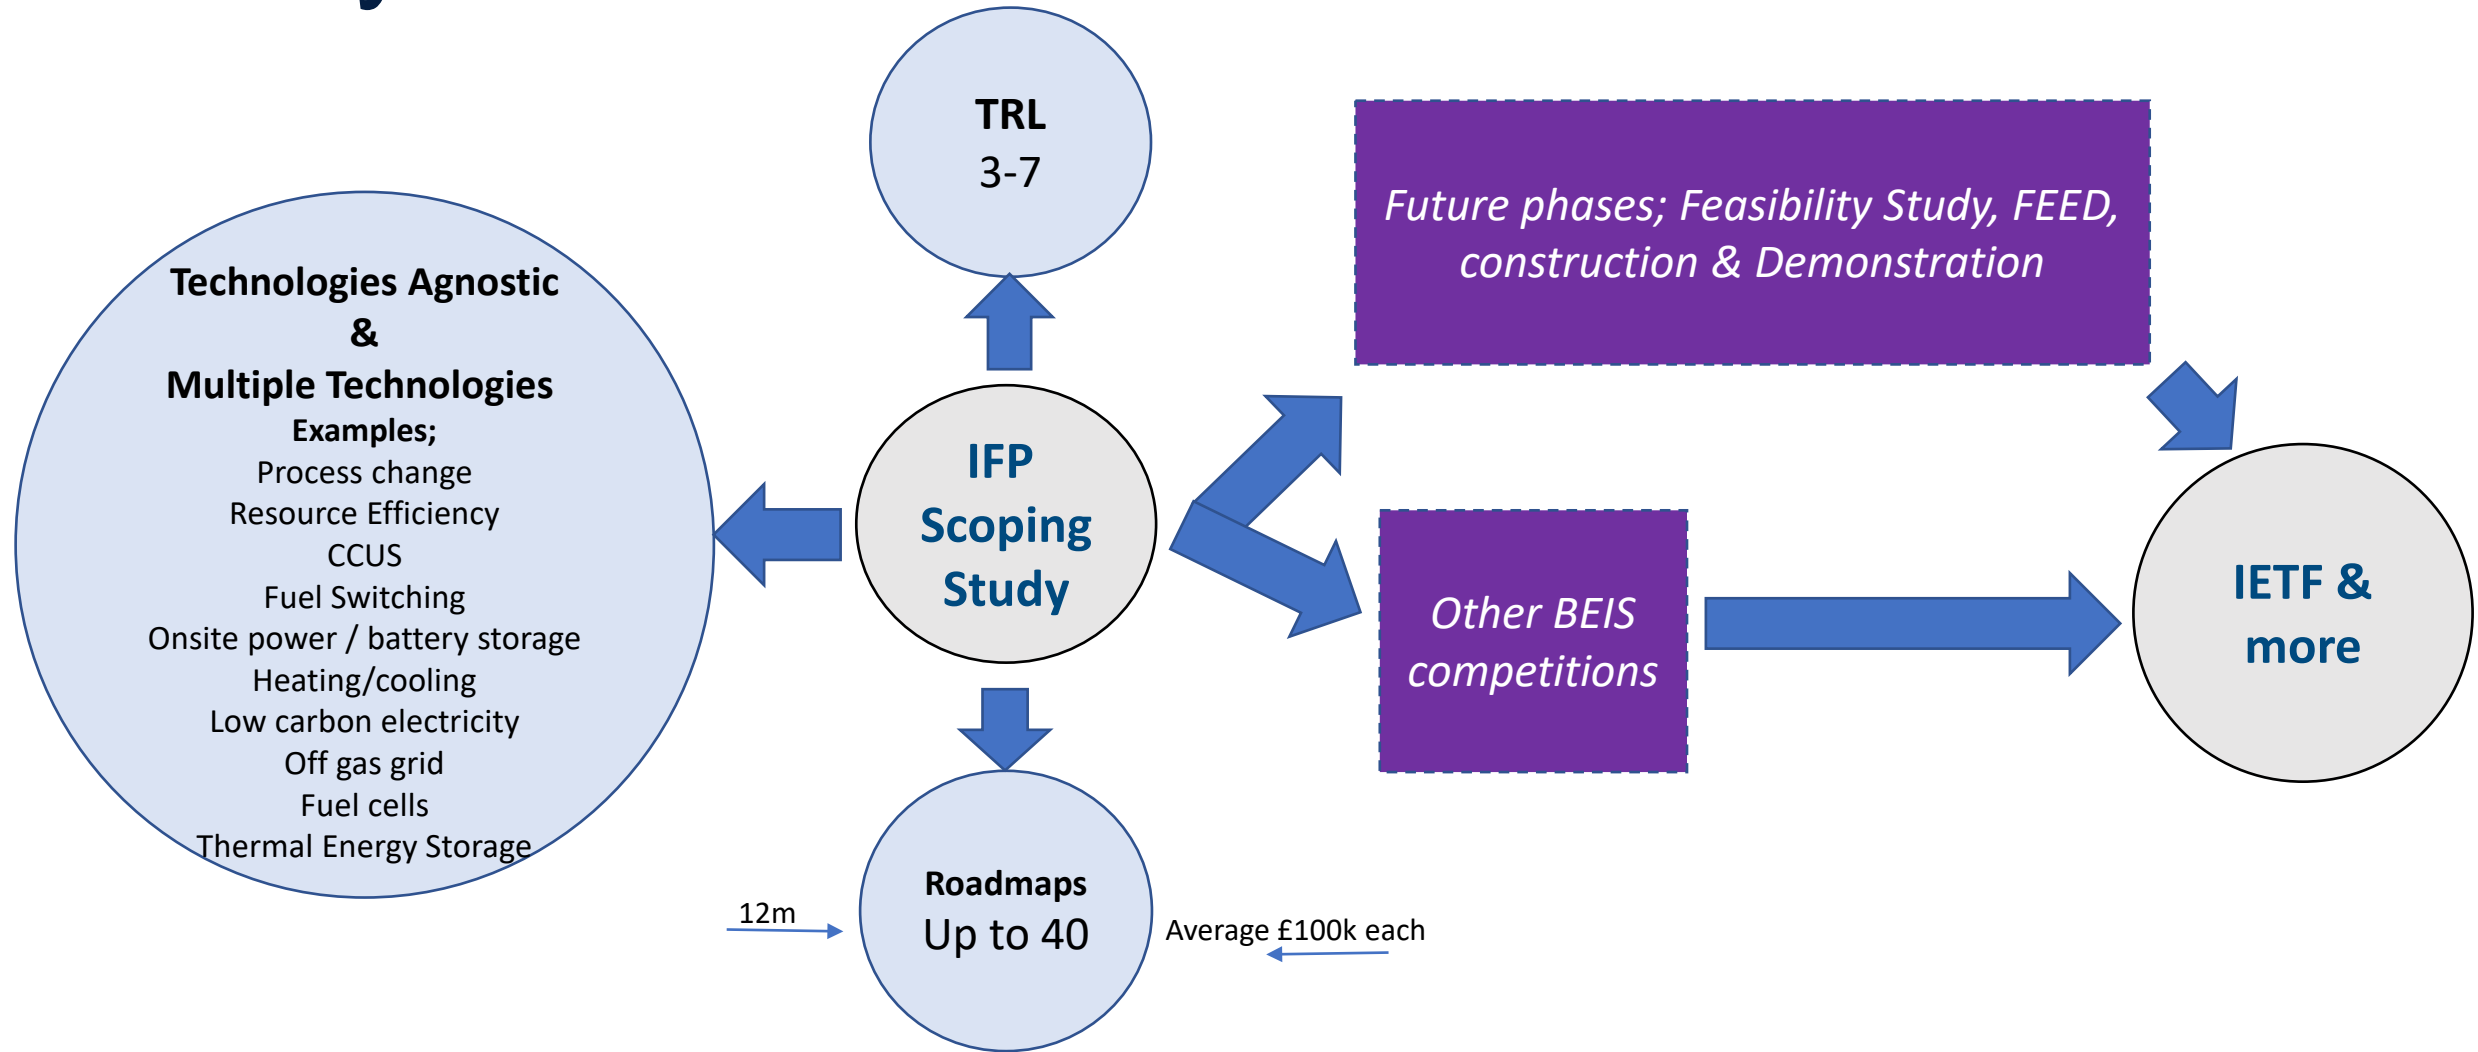 TRL
3-7
Future phases; Feasibility Study, FEED,
construction & Demonstration
Technologies Agnostic
&
Multiple Technologies
Examples;
Process change
Resource Efficiency
CCUS
Fuel Switching
Onsite power / battery storage
Heating/cooling
Low carbon electricity
Off gas grid
Fuel cells
Thermal Energy Storage
IFP
Scoping
Study
Other BEIS
competitions
IETF &
more
12m
Roadmaps
Up to 40
Average £100k each